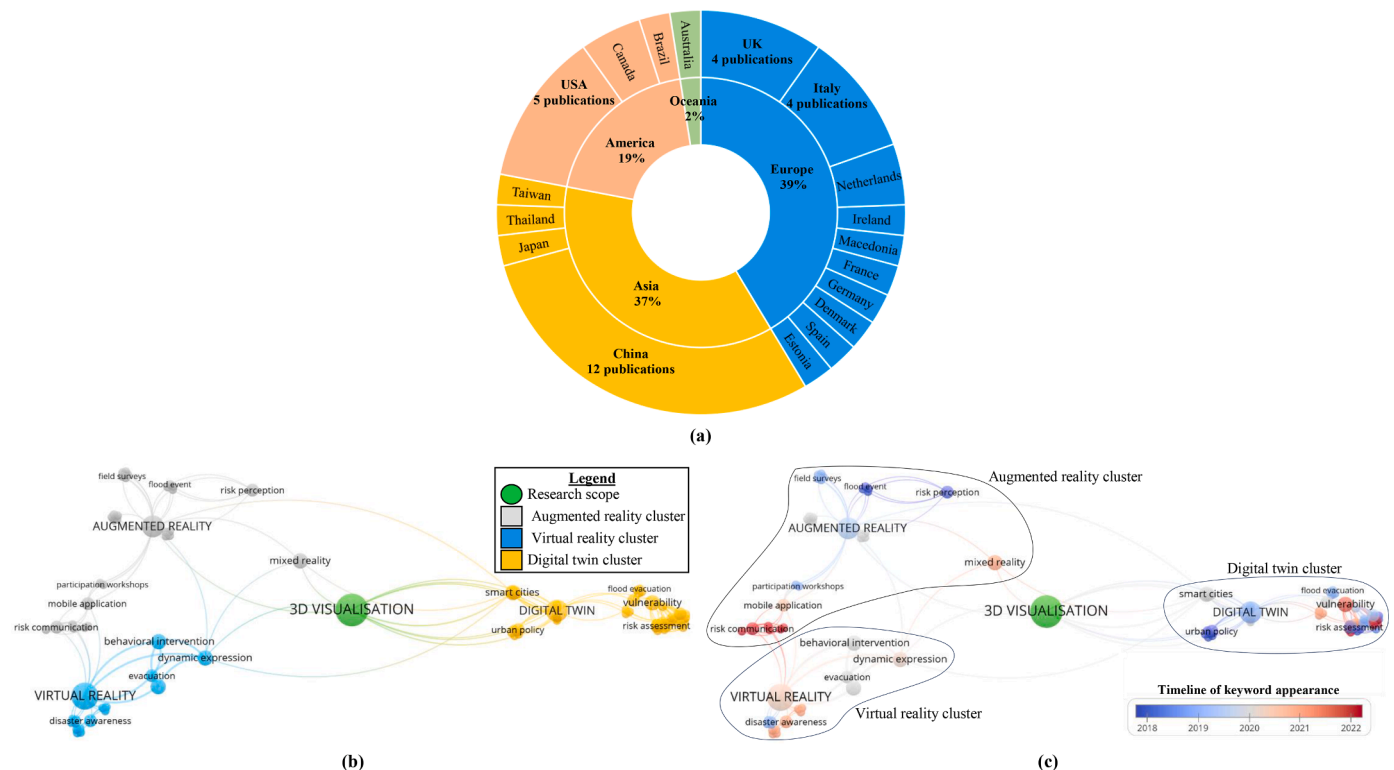 UK
4 publications
Italy
4 publications
Netherlands
Ireland
Macedonia
France
Germany
Denmark
Spain
Estonia
China
12 publications
Japan
Thailand
Taiwan
USA
5 publications
Canada
Brazil
Australia
Oceania
2%
Europe
39%
Asia
37%
America
19%
(a)
field surveys
flood event
risk perception
AUGMENTED REALITY
mixed reality
participation workshops
mobile application
risk communication
behavioral intervention
dynamic expression
evacuation
VIRTUAL REALITY
disaster awareness
3D VISUALISATION
smart cities
DIGITAL TWIN
urban policy
flood evacuation
vulnerability
risk assessment
Legend
Research scope
Augmented reality cluster
Virtual reality cluster
Digital twin cluster
(b)
field surveys
flood event
risk perception
Augmented reality cluster
AUGMENTED REALITY
mixed reality
participation workshops
mobile application
risk communication
behavioral intervention
dynamic expression
evacuation
VIRTUAL REALITY
disaster awareness
Virtual reality cluster
3D VISUALISATION
Digital twin cluster
smart cities
DIGITAL TWIN
urban policy
flood evacuation
vulnerability
risk assessment
Timeline of keyword appearance
2018 2019 2020 2021 2022
(c)